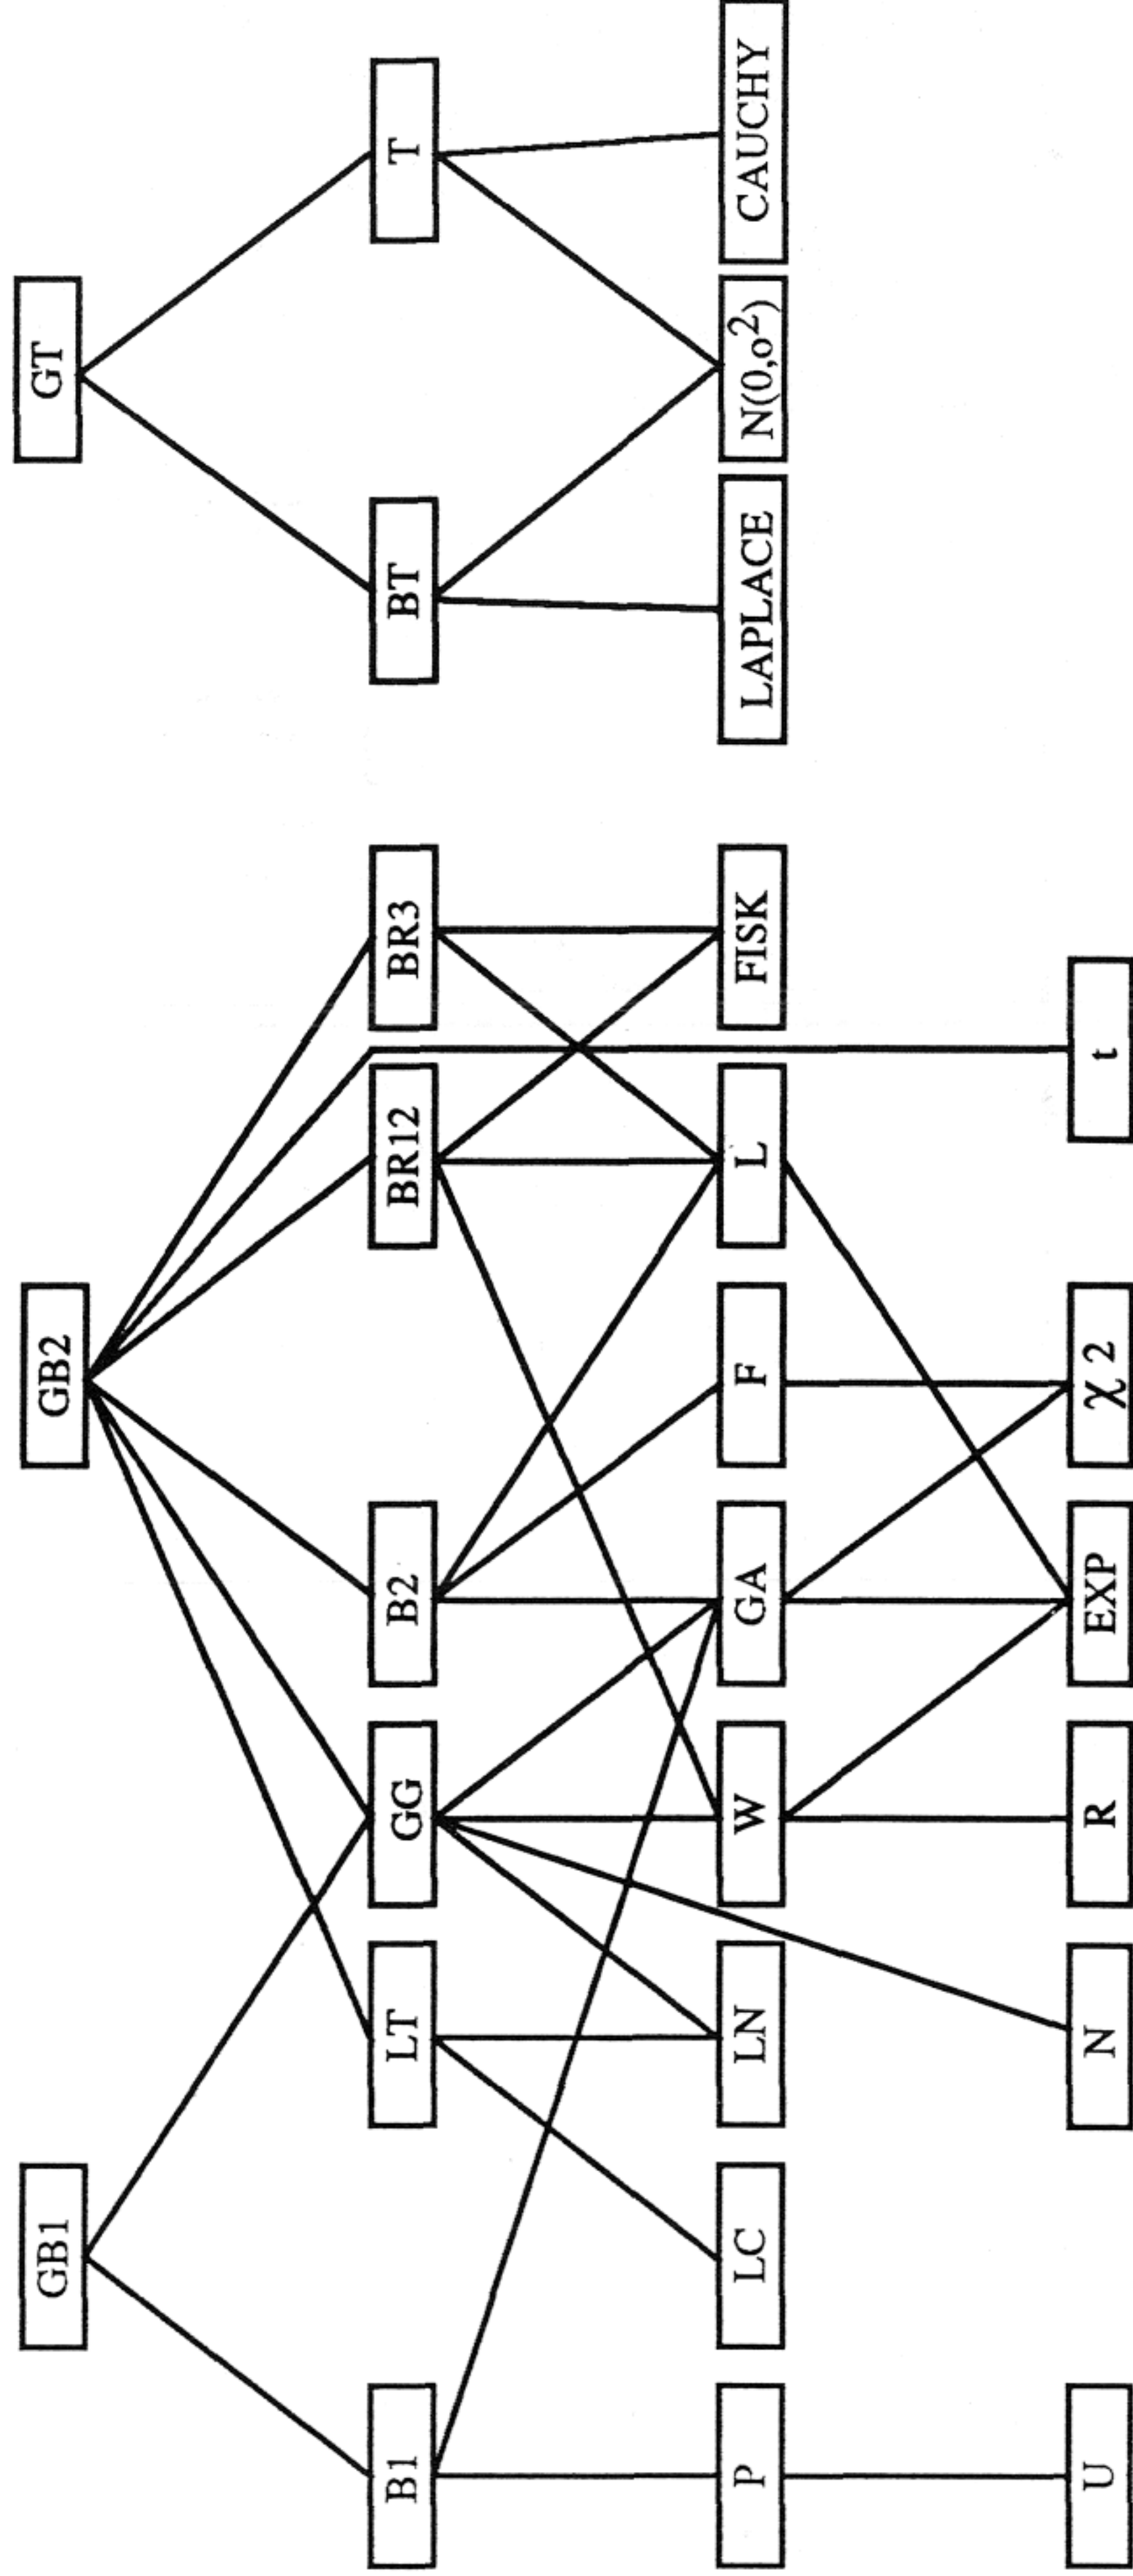 GB1 GB2 GT
B1 LT GG B2 BR12 BR3 BT T
P LC LN W GA F L FISK LAPLACE N(0,σ²) CAUCHY
U N R EXP χ2 t